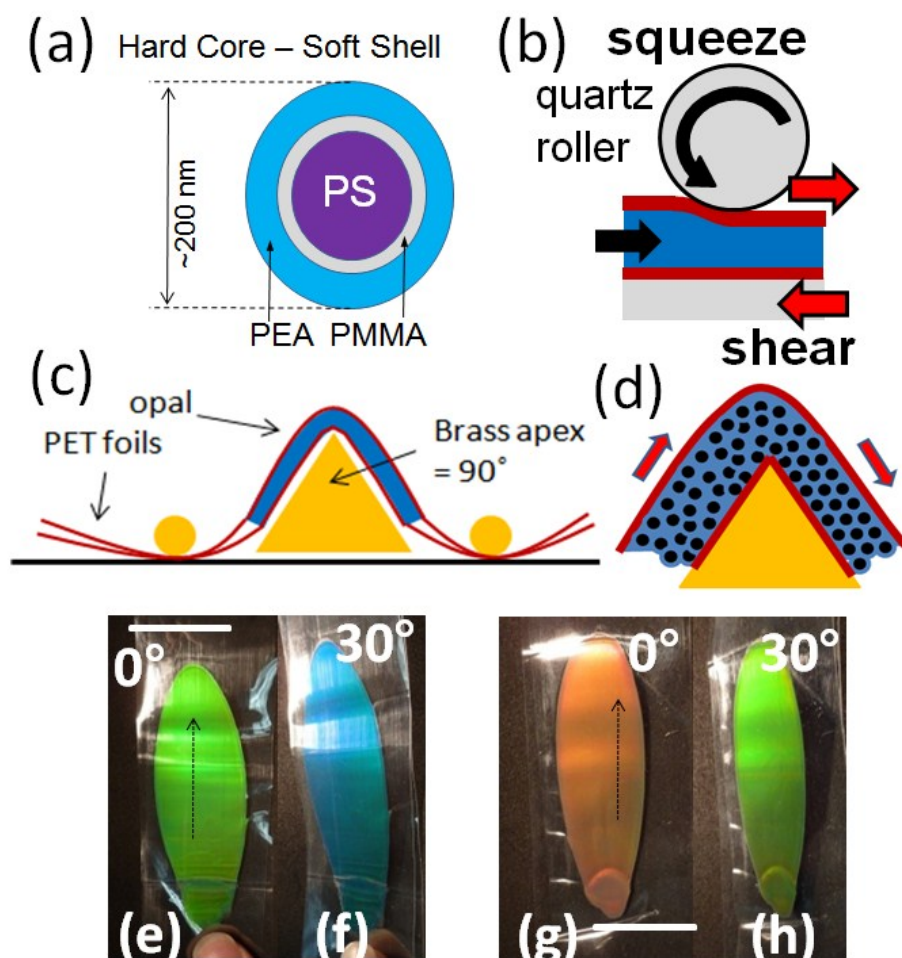 (a) Hard Core – Soft Shell
~200 nm
PS
PEA PMMA
(b) squeeze
quartz
roller
shear
(c)
opal
PET foils
Brass apex
= 90°
(d)
0°
30°
(e)
(f)
0°
30°
(g)
(h)